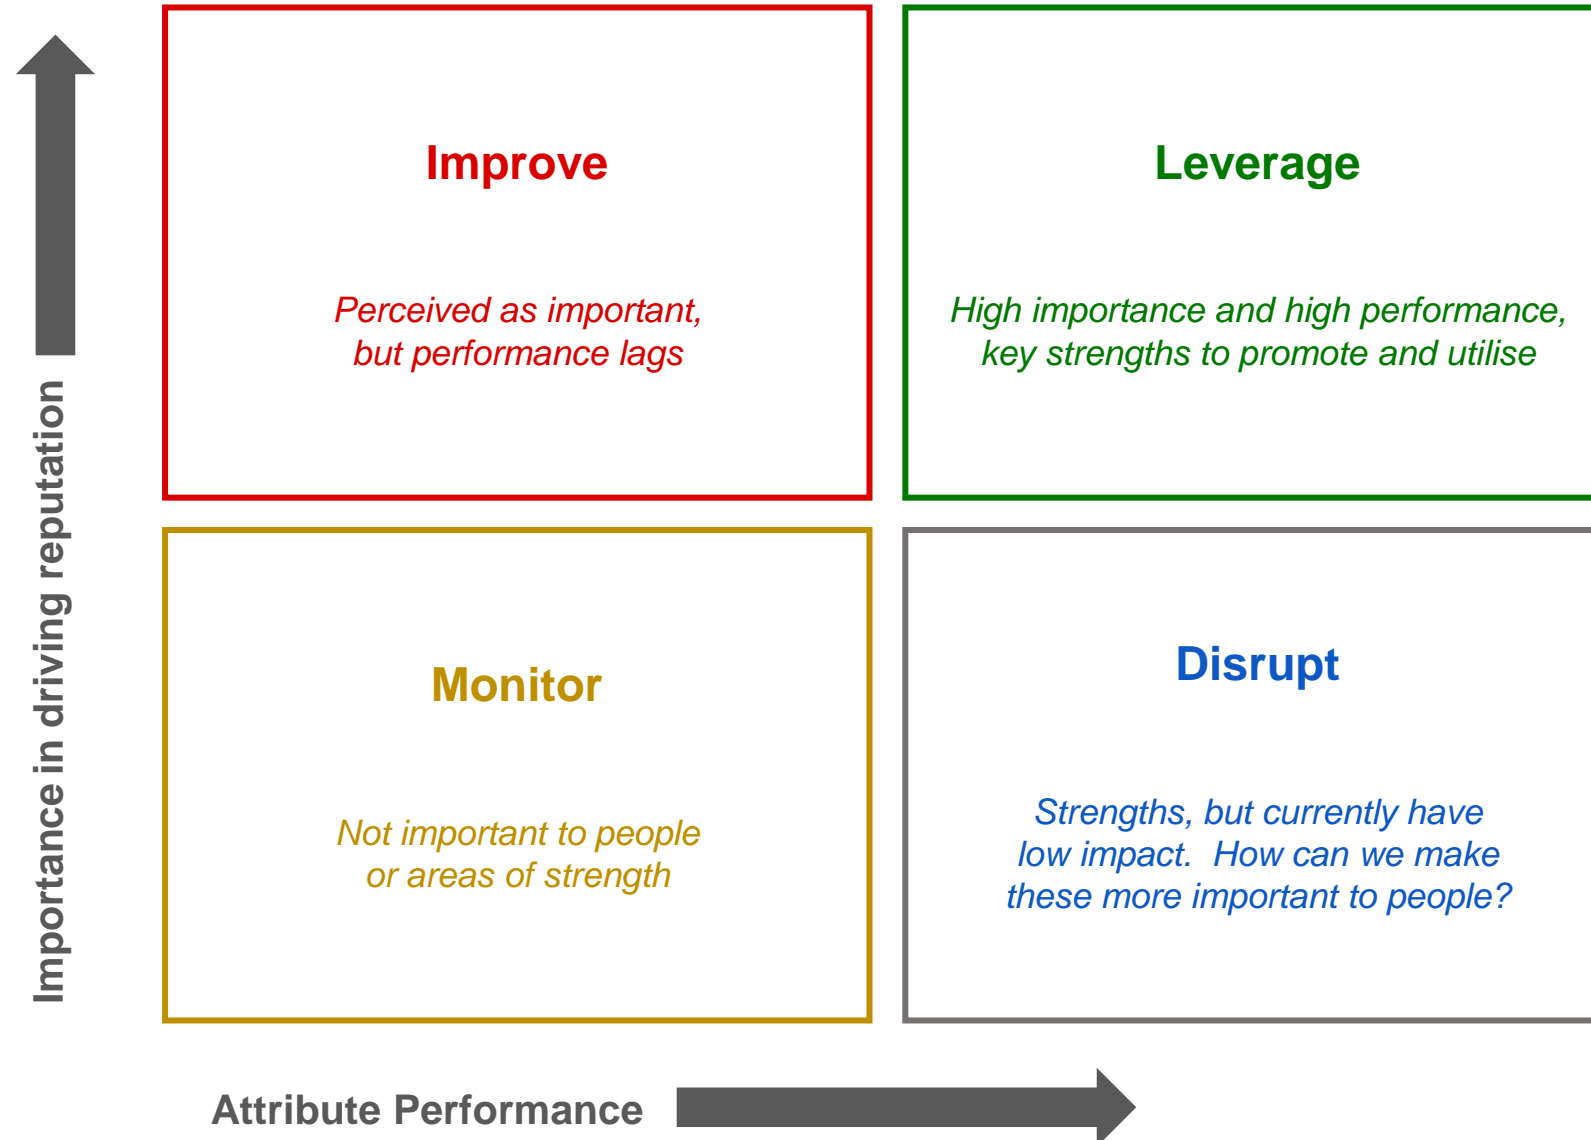 Importance in driving reputation
Improve
Perceived as important,
but performance lags
Leverage
High importance and high performance,
key strengths to promote and utilise
Monitor
Not important to people
or areas of strength
Disrupt
Strengths, but currently have
low impact.  How can we make
these more important to people?
Attribute Performance